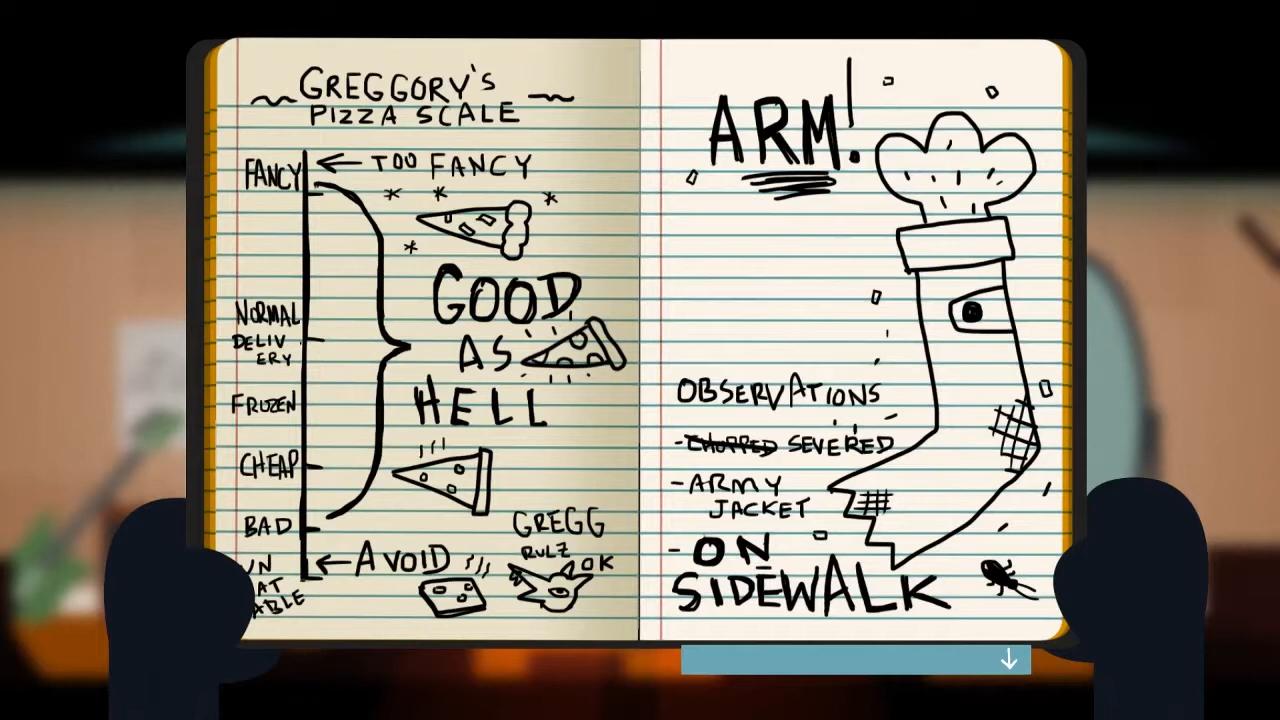 GREGGORY'S
PIZZA SCALE
FANCY
← TOO FANCY
NORMAL
DELIV
ERY
FROZEN
CHEAP
BAD
GOOD
AS
HELL
← AVOID
GREGG
RULZ
OK
ARM!
OBSERVATIONS
- CHOPPED SEVERED
- ARMY
JACKET
- ON
SIDEWALK